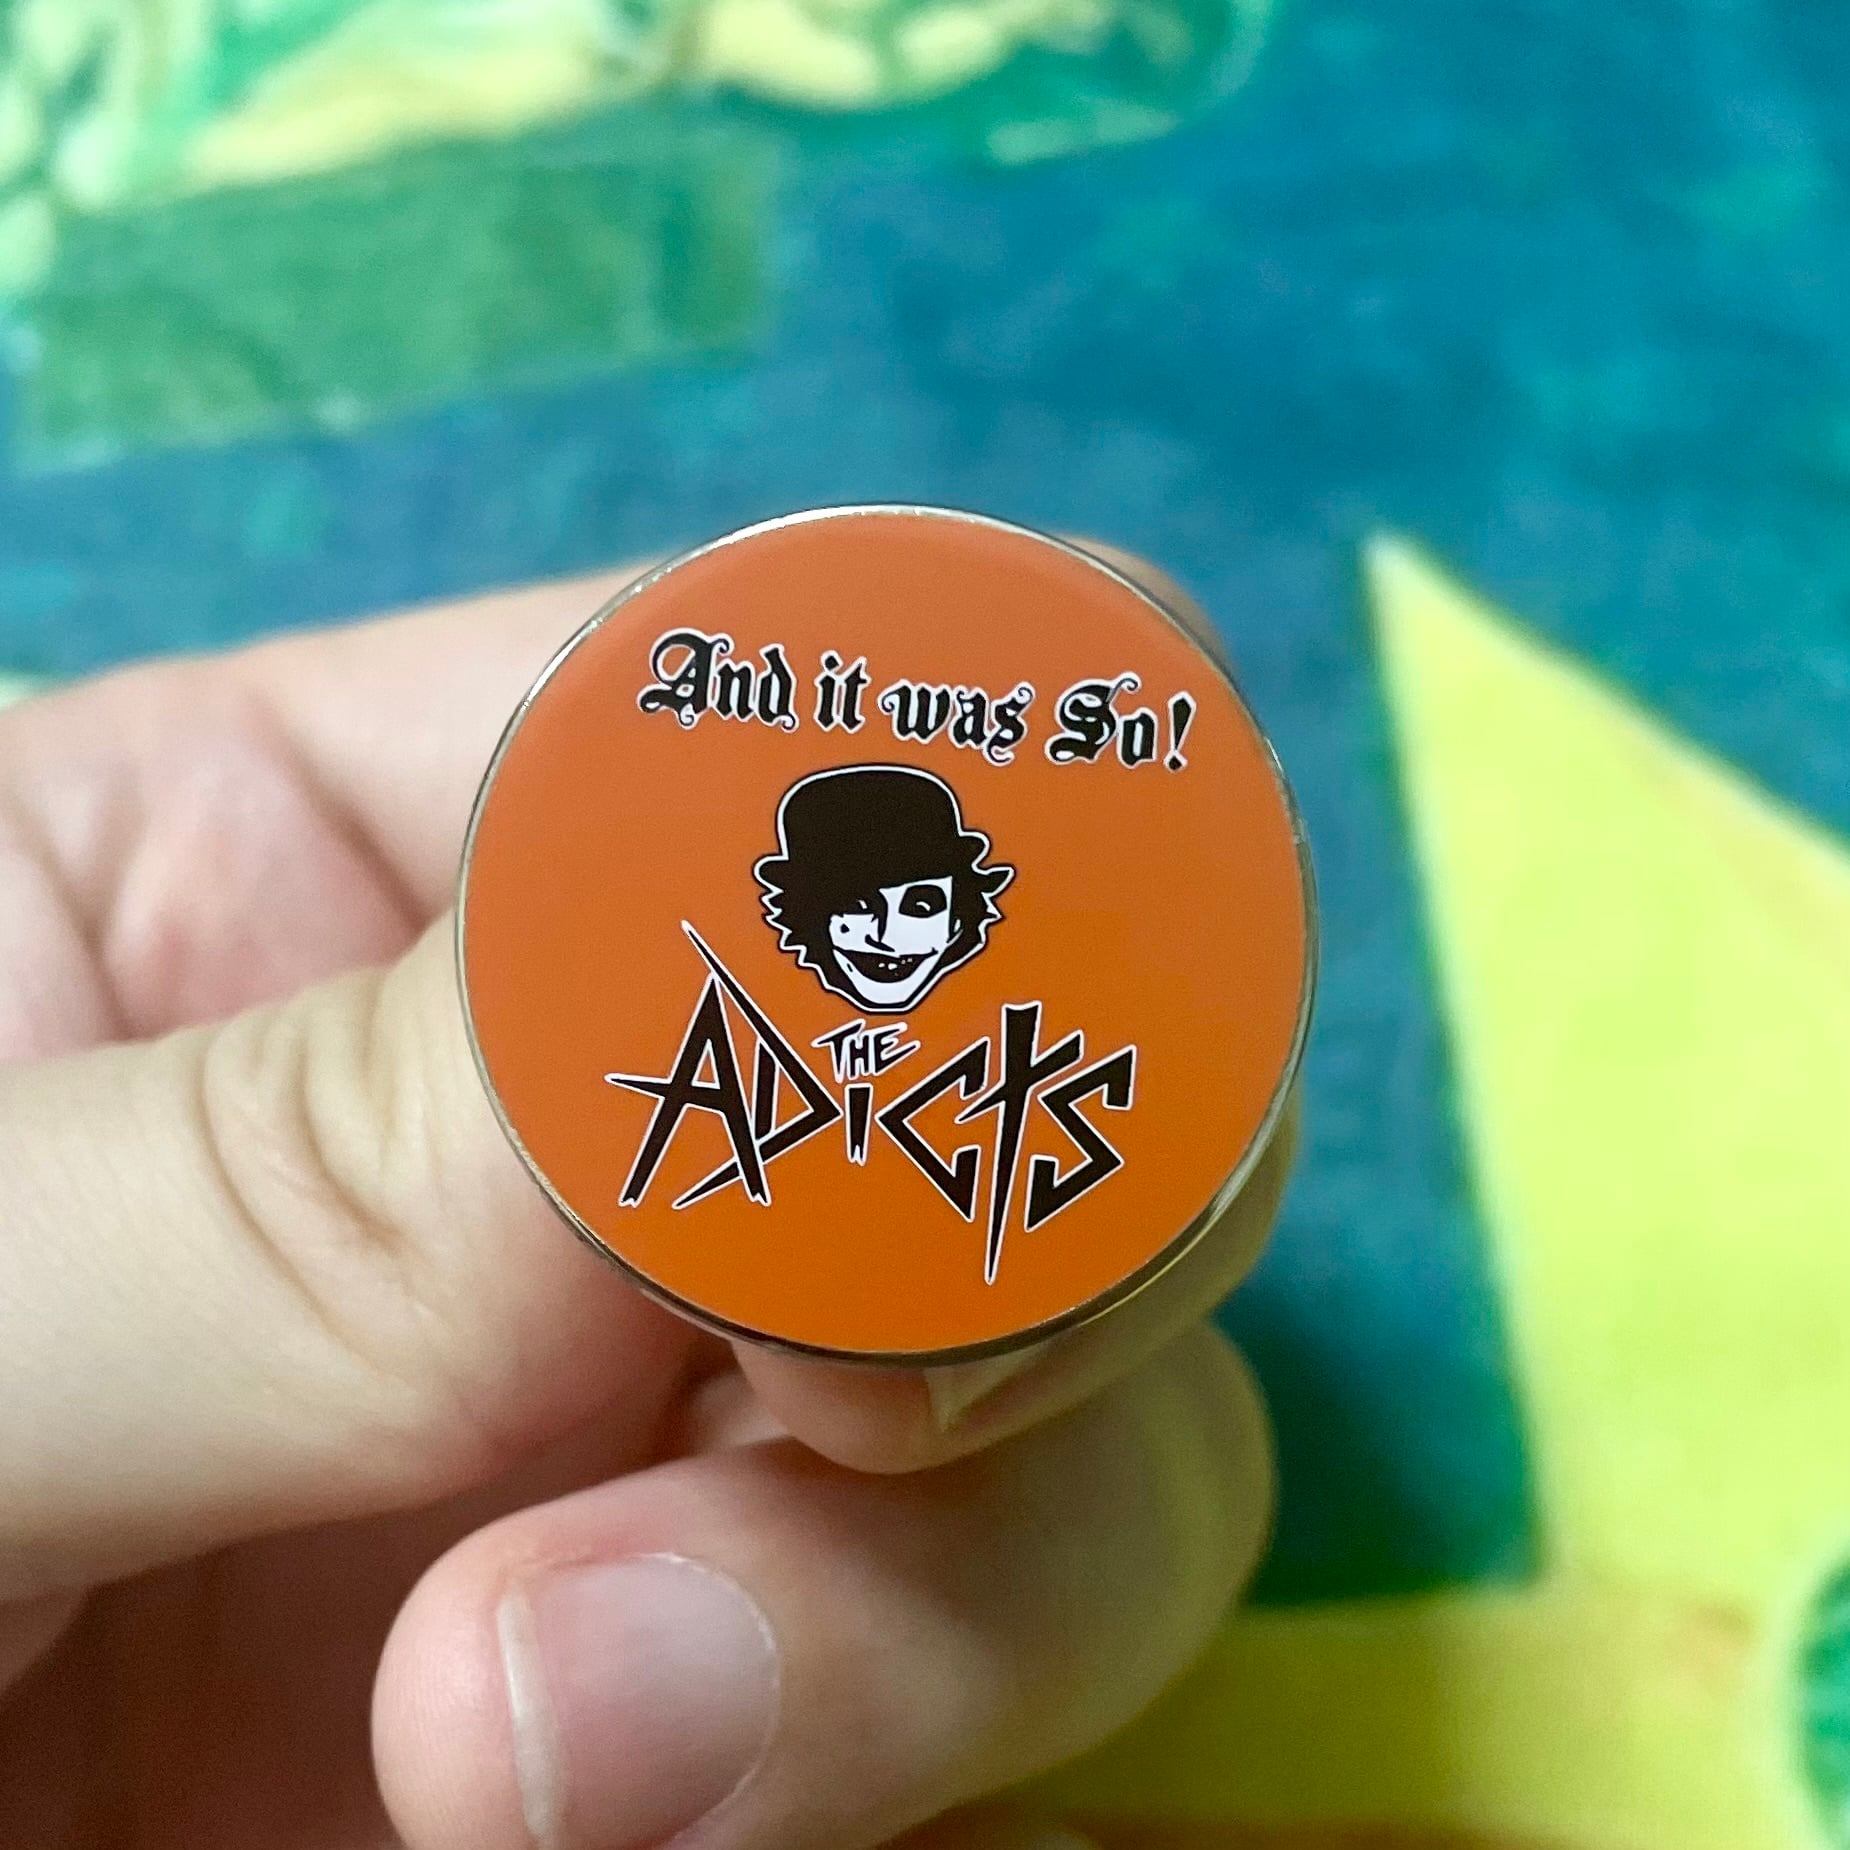 And it was So!
THE
ADICTS